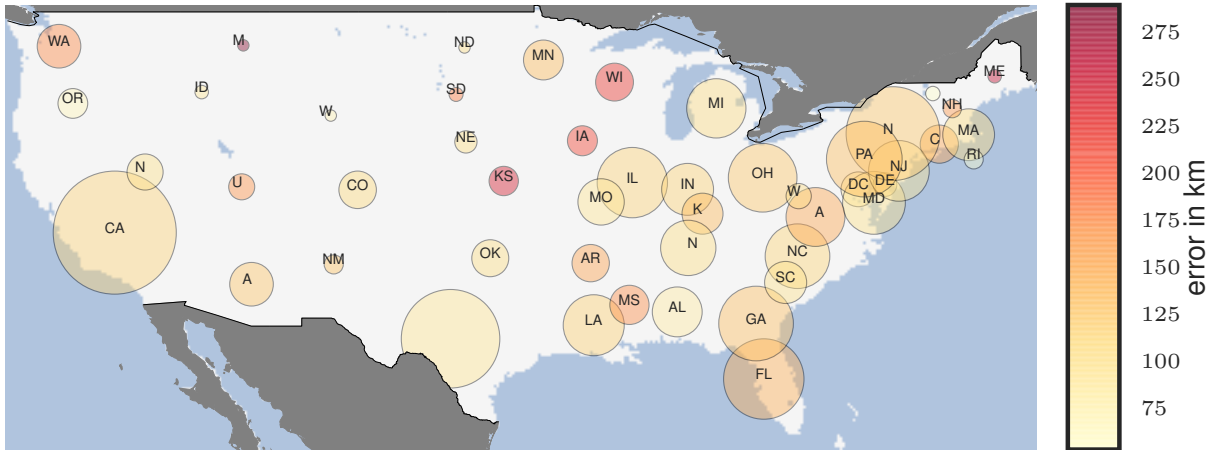 WA
M
ND
MN
WI
ME
OR
ID
W
SD
MI
NH
N
MA
NE
IA
C
PA
RI
N
U
CO
KS
MO
IL
IN
OH
NJ
DC
DE
W
MD
K
A
CA
N
NC
OK
AR
NM
A
SC
MS
AL
LA
GA
FL
275
250
225
200
175
150
125
100
75
error in km